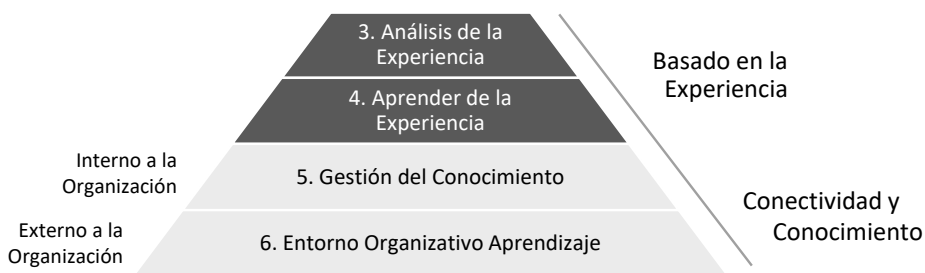 3. Análisis de la
Experiencia
4. Aprender de la
Experiencia
Basado en la
Experiencia
Interno a la
Organización
5. Gestión del Conocimiento
Externo a la
Organización
6. Entorno Organizativo Aprendizaje
Conectividad y
Conocimiento